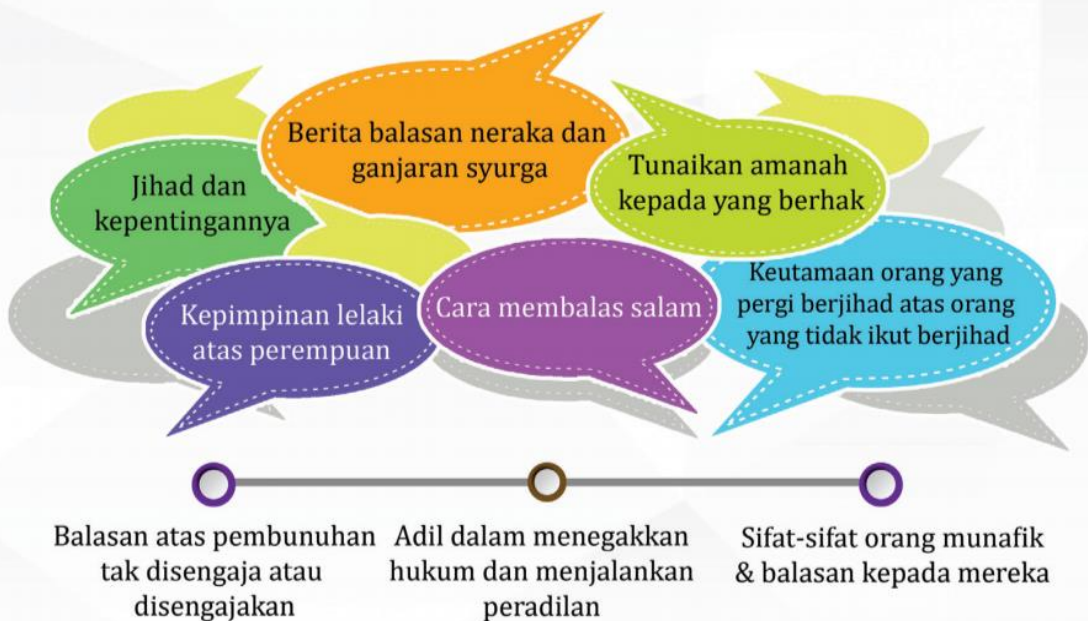 Berita balasan neraka dan
ganjaran syurga
Tunaikan amanah
kepada yang berhak
Jihad dan
kepentingannya
Kepimpinan lelaki
atas perempuan
Cara membalas salam
Keutamaan orang yang
pergi berjihad atas orang
yang tidak ikut berjihad
Balasan atas pembunuhan
tak disengaja atau
disengajakan
Adil dalam menegakkan
hukum dan menjalankan
peradilan
Sifat-sifat orang munafik
& balasan kepada mereka